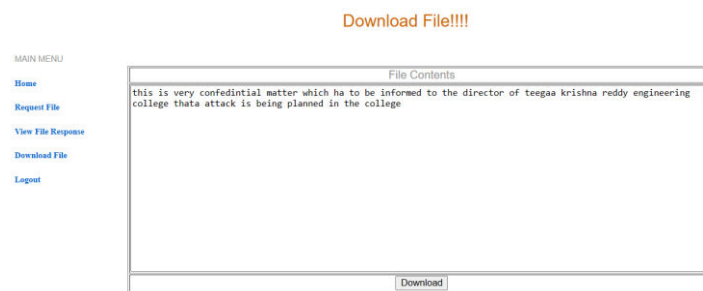 Download File!!!!
MAIN MENU
Home
Request File
View File Response
Download File
Logout
File Contents
this is very confedintial matter which ha to be informed to the director of teegaa krishna reddy engineering
college thata attack is being planned in the college
Download